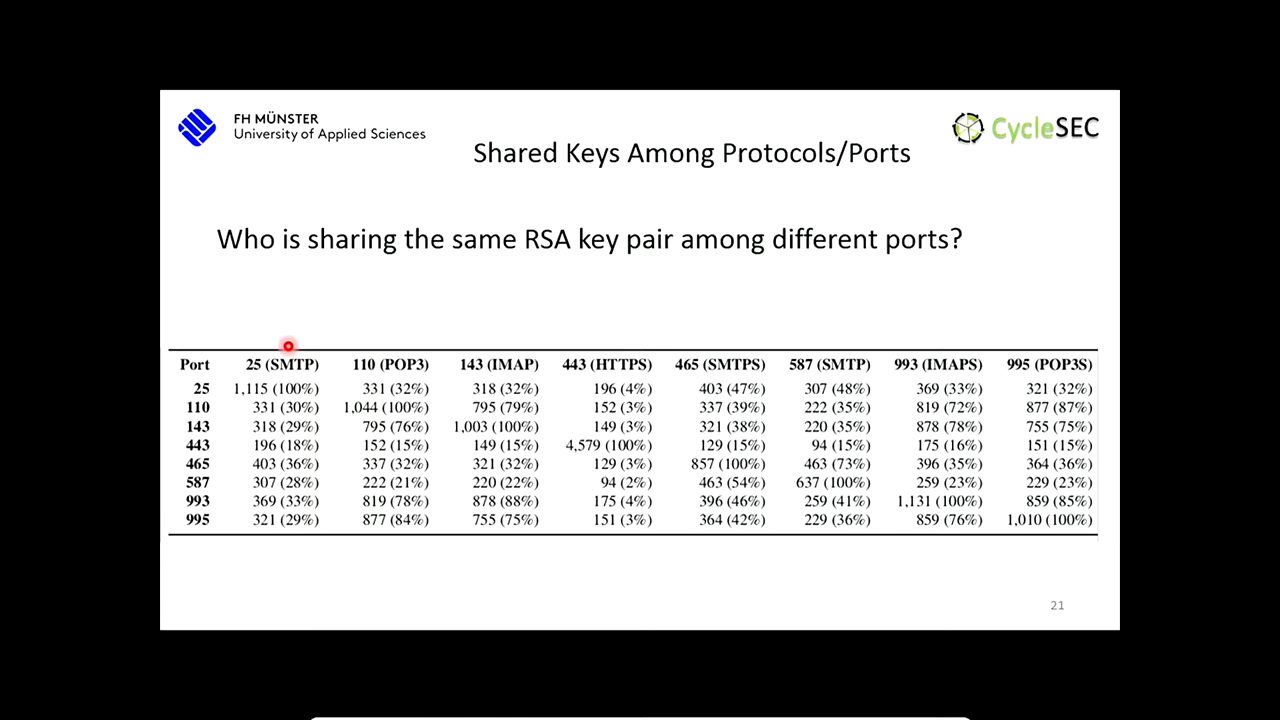 FH MÜNSTER
University of Applied Sciences
CycleSEC
Shared Keys Among Protocols/Ports
Who is sharing the same RSA key pair among different ports?
Port 25 (SMTP) 110 (POP3) 143 (IMAP) 443 (HTTPS) 465 (SMTPS) 587 (SMTP) 993 (IMAPS) 995 (POP3S)
25 1,115 (100%) 331 (32%) 318 (32%) 196 (4%) 403 (47%) 307 (48%) 369 (33%) 321 (32%)
110 331 (30%) 1,044 (100%) 795 (79%) 152 (3%) 337 (39%) 222 (35%) 819 (72%) 877 (87%)
143 318 (29%) 795 (76%) 1,003 (100%) 149 (3%) 321 (38%) 220 (35%) 878 (78%) 755 (75%)
443 196 (18%) 152 (15%) 149 (15%) 4,579 (100%) 129 (15%) 94 (15%) 175 (16%) 151 (15%)
465 403 (36%) 337 (32%) 321 (32%) 129 (3%) 857 (100%) 463 (73%) 396 (35%) 364 (36%)
587 307 (28%) 222 (21%) 220 (22%) 94 (2%) 463 (54%) 637 (100%) 259 (23%) 229 (23%)
993 369 (33%) 819 (78%) 878 (88%) 175 (4%) 396 (46%) 259 (41%) 1,131 (100%) 859 (85%)
995 321 (29%) 877 (84%) 755 (75%) 151 (3%) 364 (42%) 229 (36%) 859 (76%) 1,010 (100%)
21